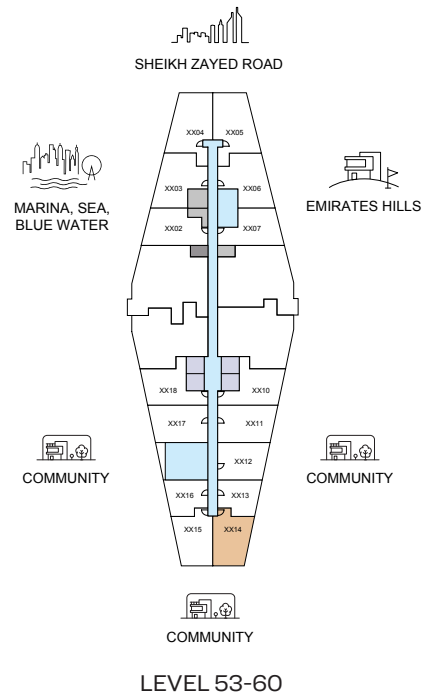 SHEIKH ZAYED ROAD
XX04 XX05
MARINA, SEA,
BLUE WATER
XX03 XX06
EMIRATES HILLS
XX02 XX07
XX18 XX10
XX17 XX11
COMMUNITY
XX12
COMMUNITY
XX16 XX13
XX15 XX14
COMMUNITY
LEVEL 53-60